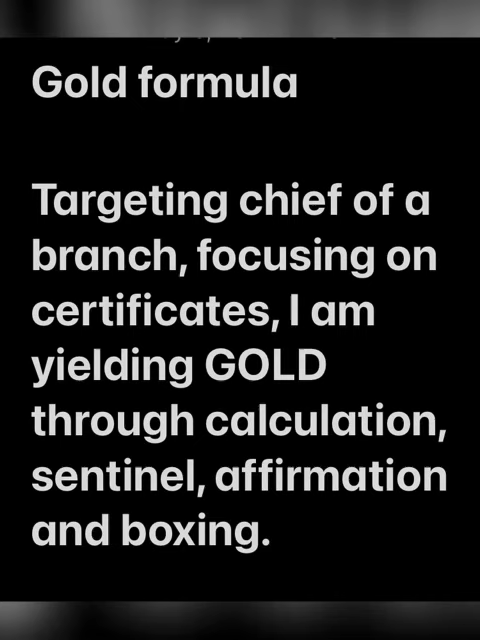 Gold formula
Targeting chief of a
branch, focusing on
certificates, I am
yielding GOLD
through calculation,
sentinel, affirmation
and boxing.